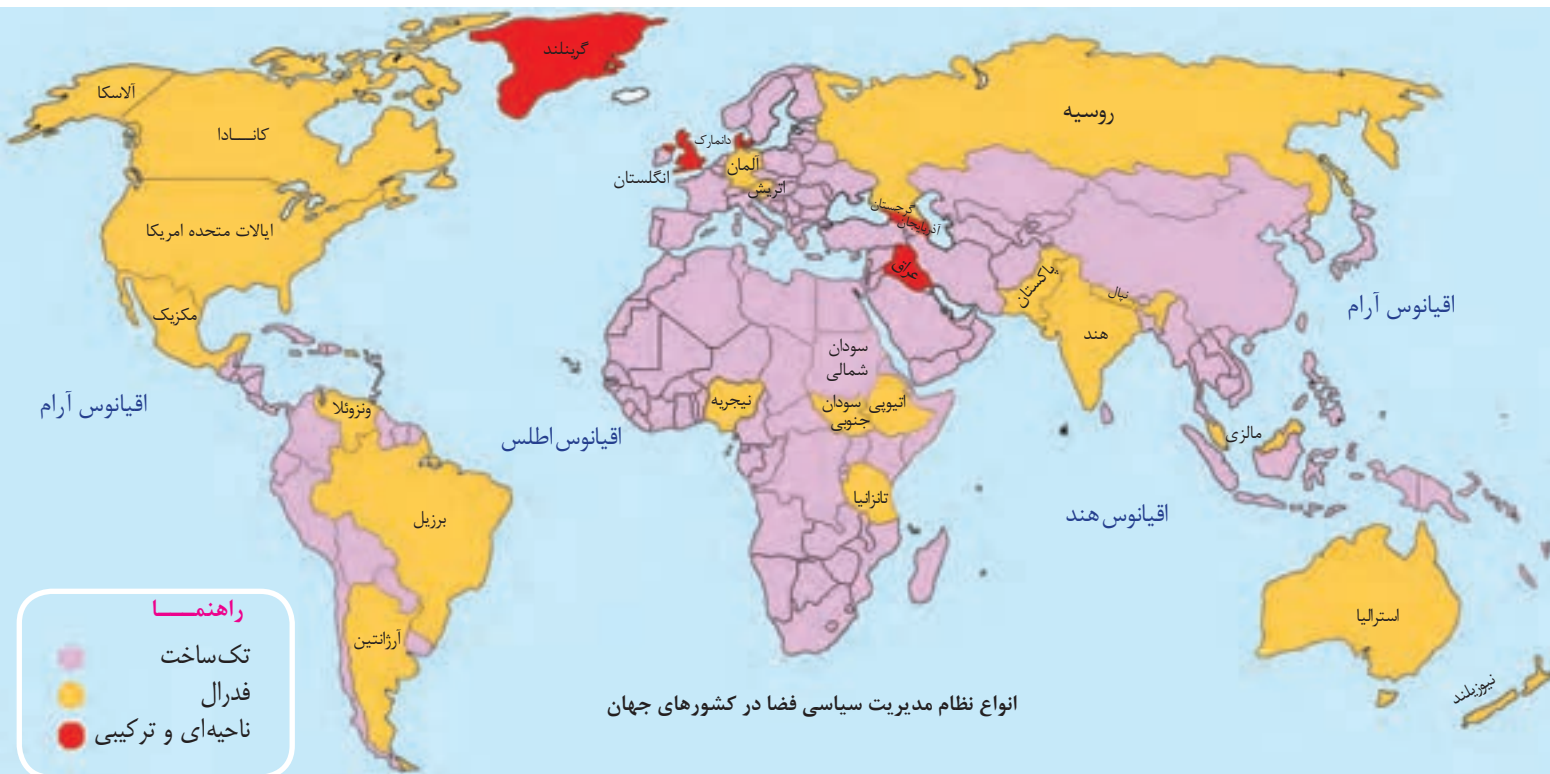 گرینلند
آلاسکا
کانـــادا
ایالات متحده امریکا
مکزیک
ونزوئلا
برزیل
آرژانتین
اقیانوس آرام
اقیانوس اطلس
روسیه
دانمارک
انگلستان
آلمان
اتریش
گرجستان
آذربایجان
عراق
پاکستان
نپال
هند
اقیانوس آرام
سودان
شمالی
نیجریه
سودان
جنوبی
اتیوپی
تانزانیا
مالزی
اقیانوس هند
استرالیا
نیوزیلند
راهنمـــــا
تک‌ساخت
فدرال
ناحیه‌ای و ترکیبی
انواع نظام مدیریت سیاسی فضا در کشورهای جهان